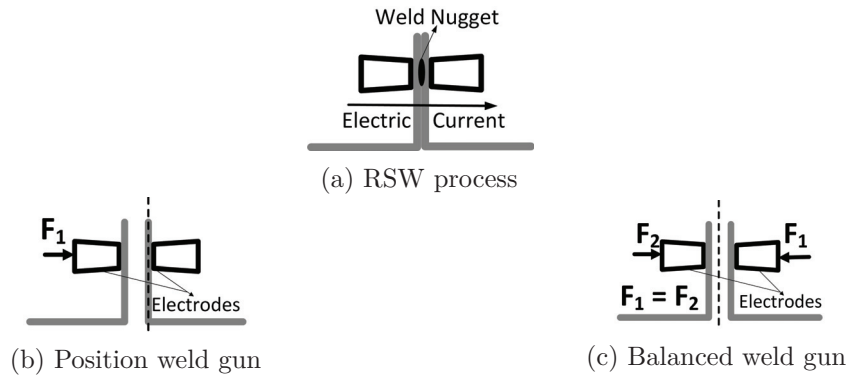 Weld Nugget
Electric Current
(a) RSW process
F₁
Electrodes
(b) Position weld gun
F₂
F₁
F₁ = F₂
Electrodes
(c) Balanced weld gun